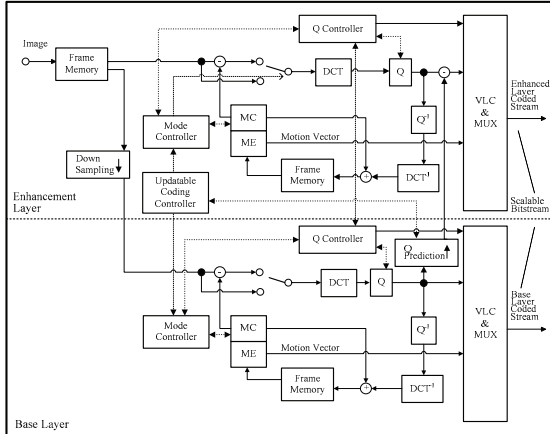 Image
Frame
Memory
Q Controller
DCT
Q
VLC
&
MUX
Enhanced
Layer
Coded
Stream
Mode
Controller
MC
ME
Motion Vector
Q-1
Down
Sampling
Updatable
Coding
Controller
Frame
Memory
DCT-1
Enhancement
Layer
Scalable
Bitstream
Q Controller
Q
Prediction
DCT
Q
VLC
&
MUX
Base
Layer
Coded
Stream
Mode
Controller
MC
ME
Motion Vector
Q-1
Frame
Memory
DCT-1
Base Layer